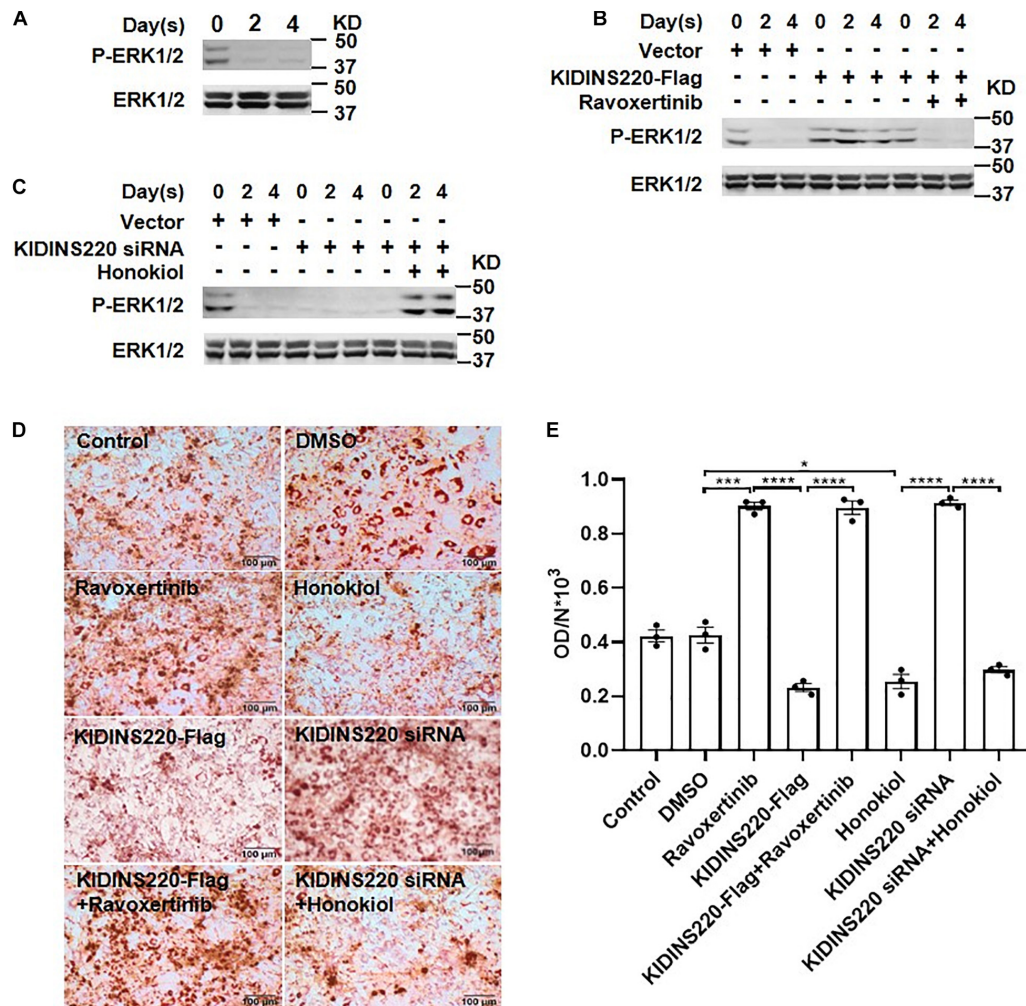 A
Day(s) 0 2 4 KD
P-ERK1/2 50
37
ERK1/2 50
37
B
Day(s) 0 2 4 0 2 4 0 2 4
Vector + + + - - - - - -
KIDINS220-Flag - - - + + + + + +
Ravoxertinib - - - - - - - + + KD
P-ERK1/2 50
37
ERK1/2 50
37
C
Day(s) 0 2 4 0 2 4 0 2 4
Vector + + + - - - - - -
KIDINS220 siRNA - - - + + + + + +
Honokiol - - - - - - - + + KD
P-ERK1/2 50
37
ERK1/2 50
37
D
Control
100 µm
DMSO
100 µm
Ravoxertinib
100 µm
Honokiol
100 µm
KIDINS220-Flag
100 µm
KIDINS220 siRNA
100 µm
KIDINS220-Flag
+Ravoxertinib
100 µm
KIDINS220 siRNA
+Honokiol
100 µm
E
*
*** **** **** **** ****
OD/N*10³
1.0
0.8
0.6
0.4
0.2
0.0
Control
DMSO
Ravoxertinib
KIDINS220-Flag
KIDINS220-Flag+Ravoxertinib
Honokiol
KIDINS220 siRNA
KIDINS220 siRNA+Honokiol